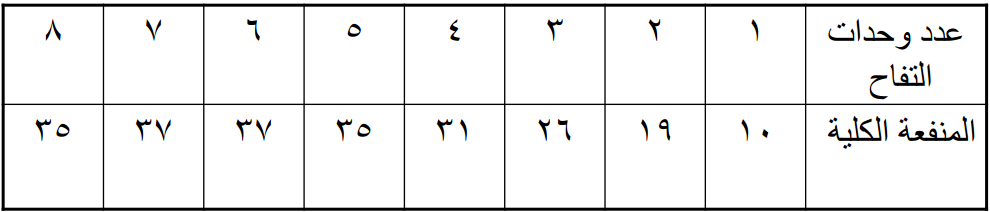 عدد وحدات التفاح ١ ٢ ٣ ٤ ٥ ٦ ٧ ٨
المنفعة الكلية ١٠ ١٩ ٢٦ ٣١ ٣٥ ٣٧ ٣٧ ٣٥